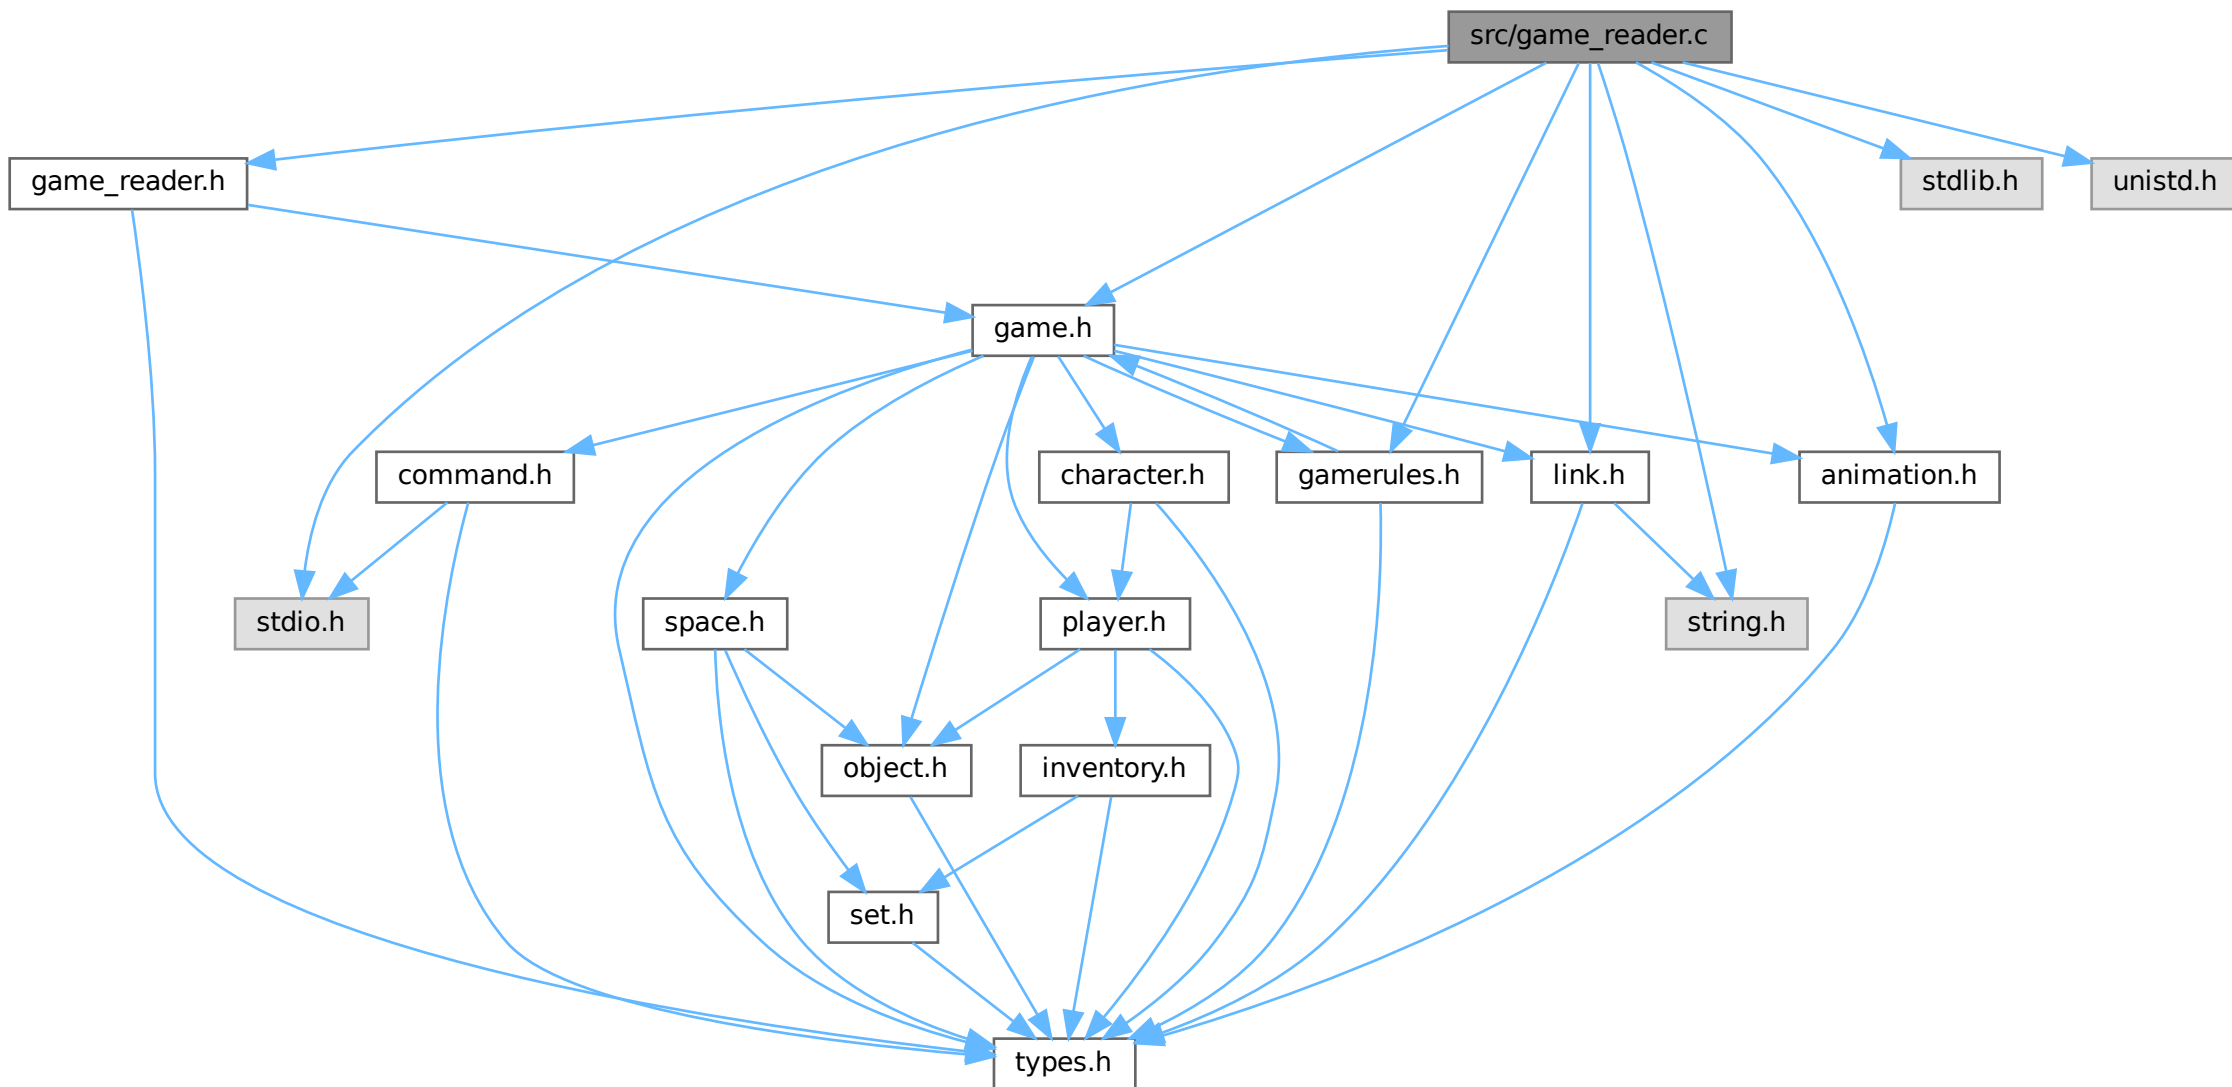 src/game_reader.c
game_reader.h
stdlib.h
unistd.h
game.h
command.h
character.h
gamerules.h
link.h
animation.h
stdio.h
space.h
player.h
string.h
object.h
inventory.h
set.h
types.h